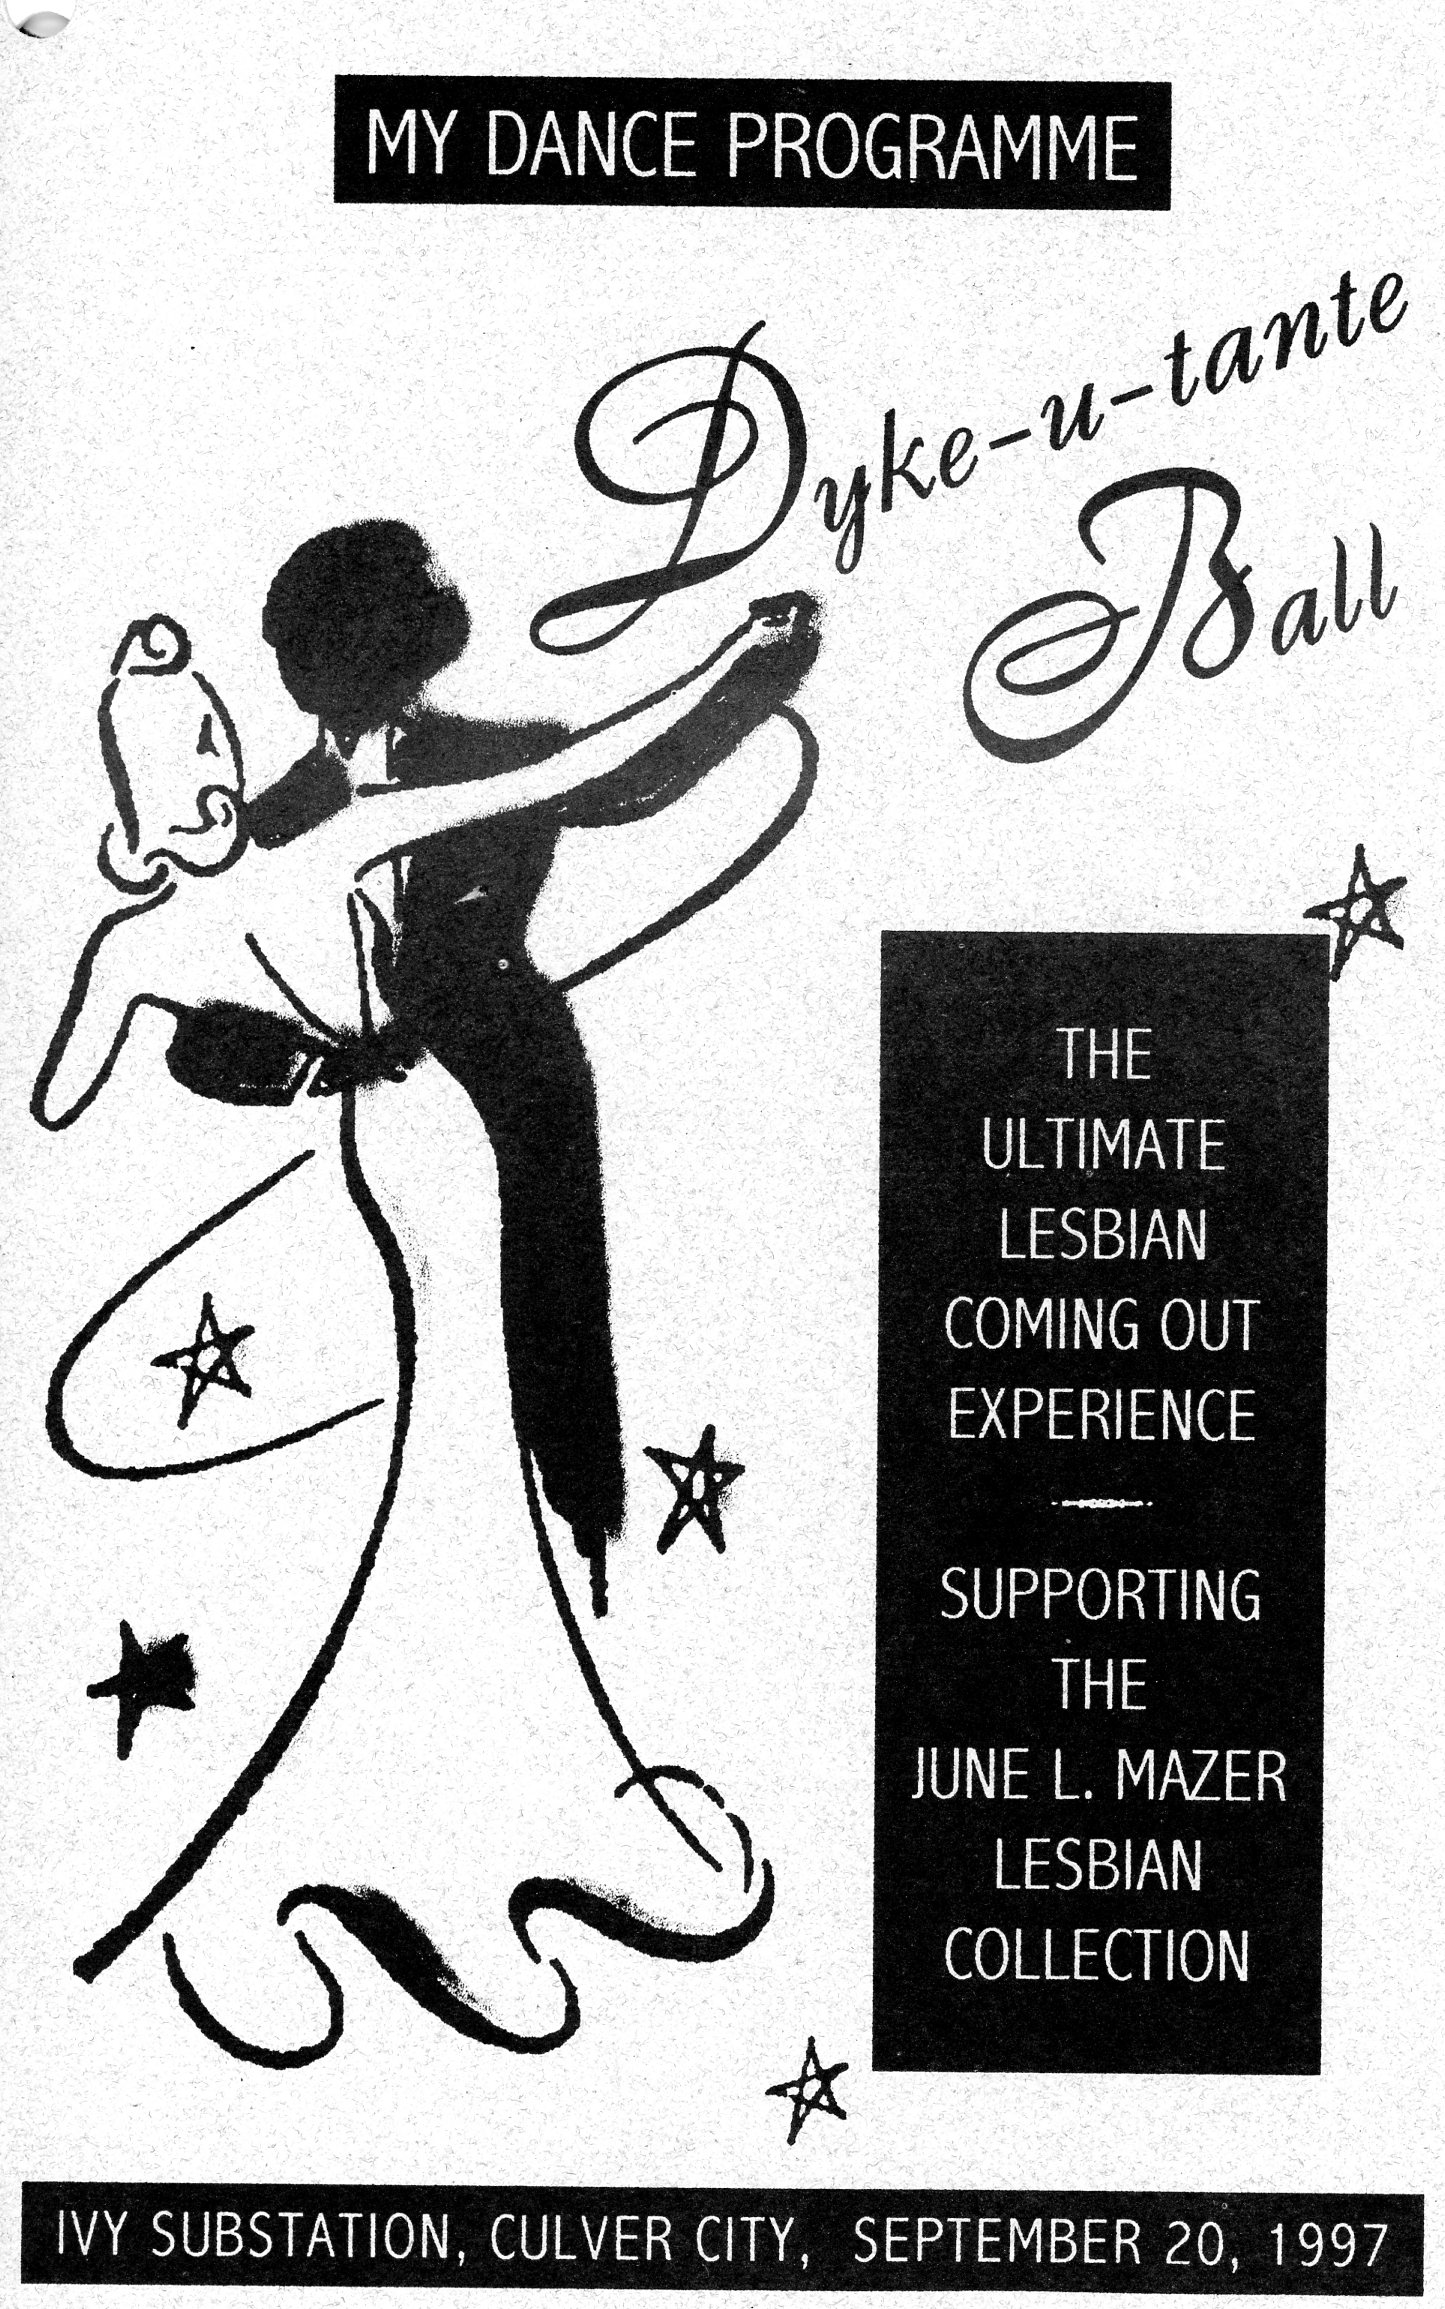 MY DANCE PROGRAMME
Dyke-u-tante
Ball
THE
ULTIMATE
LESBIAN
COMING OUT
EXPERIENCE
SUPPORTING
THE
JUNE L. MAZER
LESBIAN
COLLECTION
IVY SUBSTATION, CULVER CITY, SEPTEMBER 20, 1997